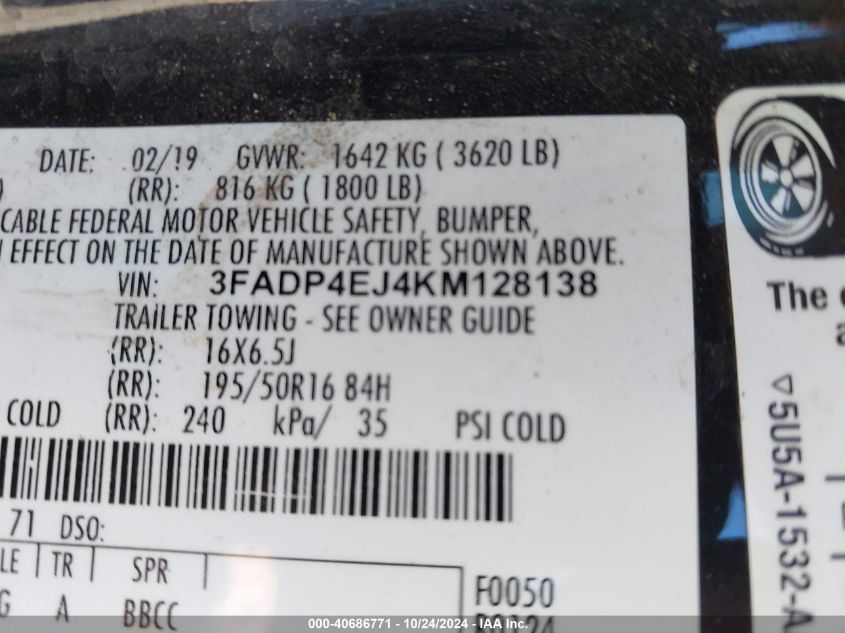 DATE: 02/19 GVWR: 1642 KG ( 3620 LB)
(RR): 816 KG ( 1800 LB)
CABLE FEDERAL MOTOR VEHICLE SAFETY, BUMPER,
EFFECT ON THE DATE OF MANUFACTURE SHOWN ABOVE.
VIN: 3FADP4EJ4KM128138
TRAILER TOWING - SEE OWNER GUIDE
(RR): 16X6.5J
(RR): 195/50R16 84H
COLD (RR): 240 kPa/ 35 PSI COLD
71 DSO:
LE TR SPR
G A BBCC
F0050
The
5U5A-1532-A
000-40686771 - 10/24/2024 - IAA Inc.